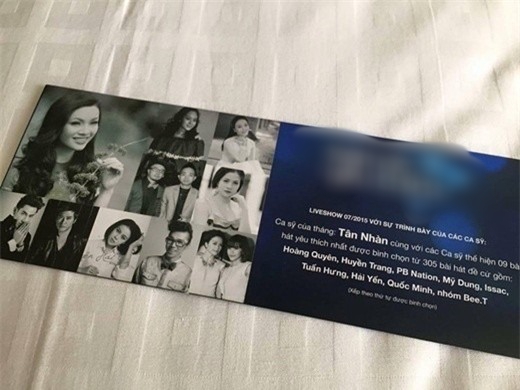 LIVESHOW 07/2015 VỚI SỰ TRÌNH BÀY CỦA CÁC CA SỸ:
Ca sỹ của tháng: Tân Nhàn cùng với các Ca sỹ thể hiện 09 bài
hát yêu thích nhất được bình chọn từ 305 bài hát đề cử gồm:
Hoàng Quyên, Huyền Trang, PB Nation, Mỹ Dung, Issac,
Tuấn Hưng, Hải Yến, Quốc Minh, nhóm Bee.T
(Xếp theo thứ tự được bình chọn)